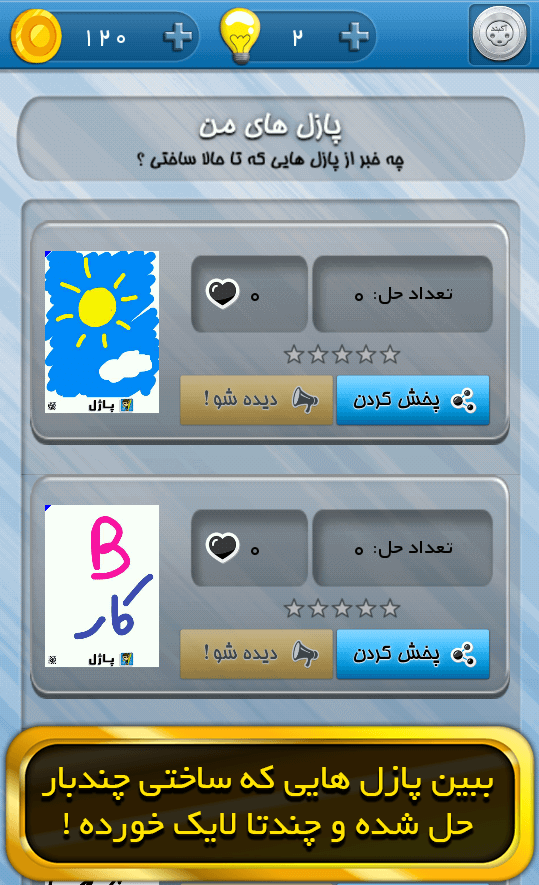 ۱۲۰
۲
آکبند
پازل های من
چه خبر از پازل هایی که تا حالا ساختی ؟
تعداد حل: ۰
۰
پخش کردن
دیده شو!
پازل
تعداد حل: ۰
۰
B
کار
پخش کردن
دیده شو!
پازل
ببین پازل هایی که ساختی چندبار
حل شده و چندتا لایک خورده !